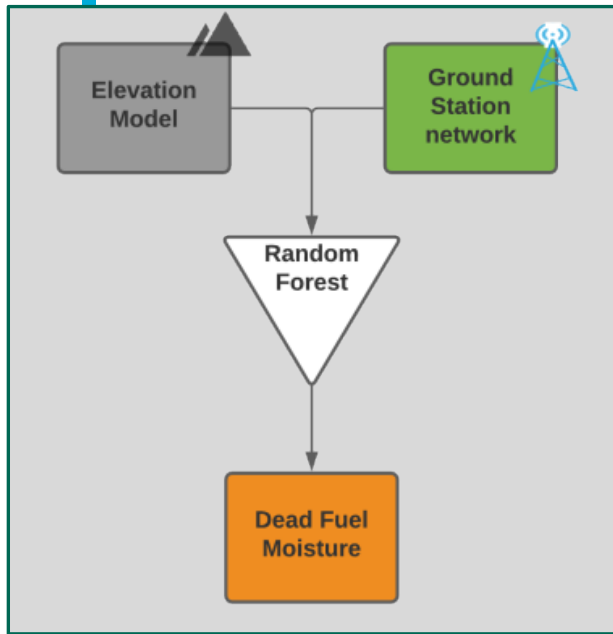 Elevation
Model
Ground
Station
network
Random
Forest
Dead Fuel
Moisture